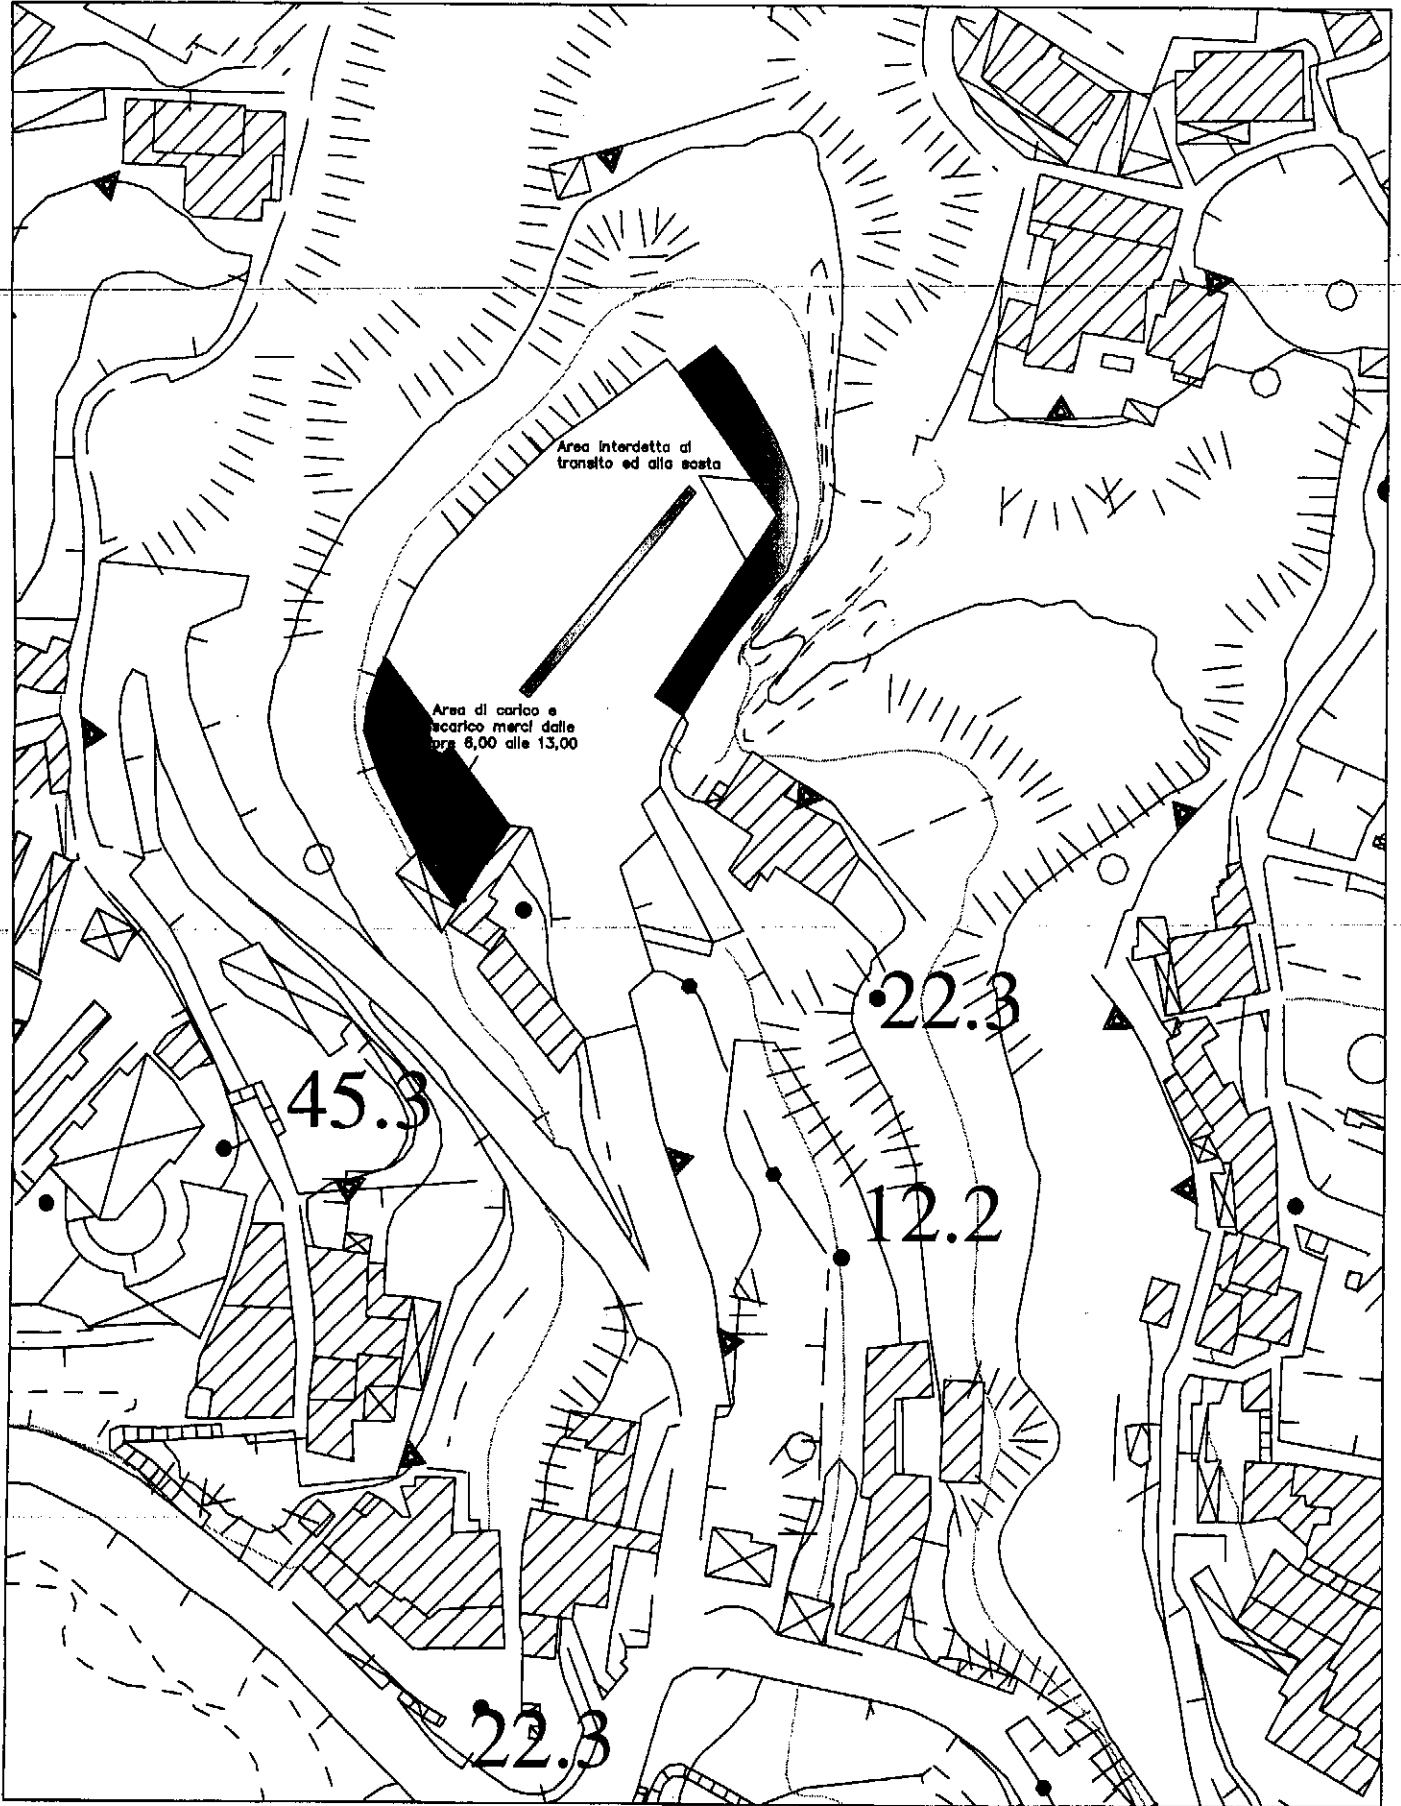 Area interdetta al
transito ed alla sosta
Area di carico e
scarico merci dalle
ore 6,00 alle 13,00
22.3
45.3
12.2
22.3